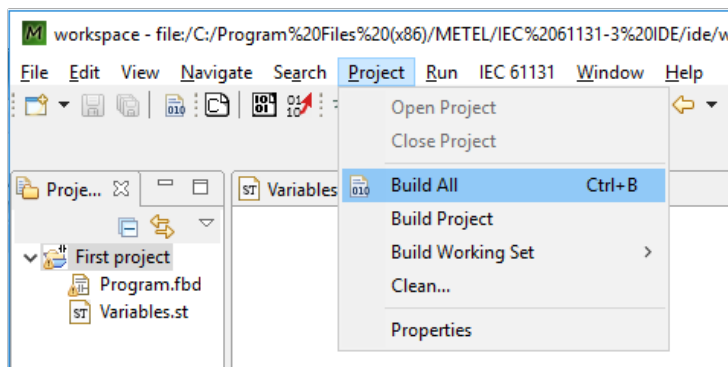 workspace - file:/C:/Program%20Files%20(x86)/METEL/IEC%2061131-3%20IDE/ide/w
File Edit View Navigate Search Project Run IEC 61131 Window Help
Open Project
Close Project
Proje...
ST Variables
Build All Ctrl+B
Build Project
First project
Build Working Set
Program.fbd
Clean...
ST Variables.st
Properties